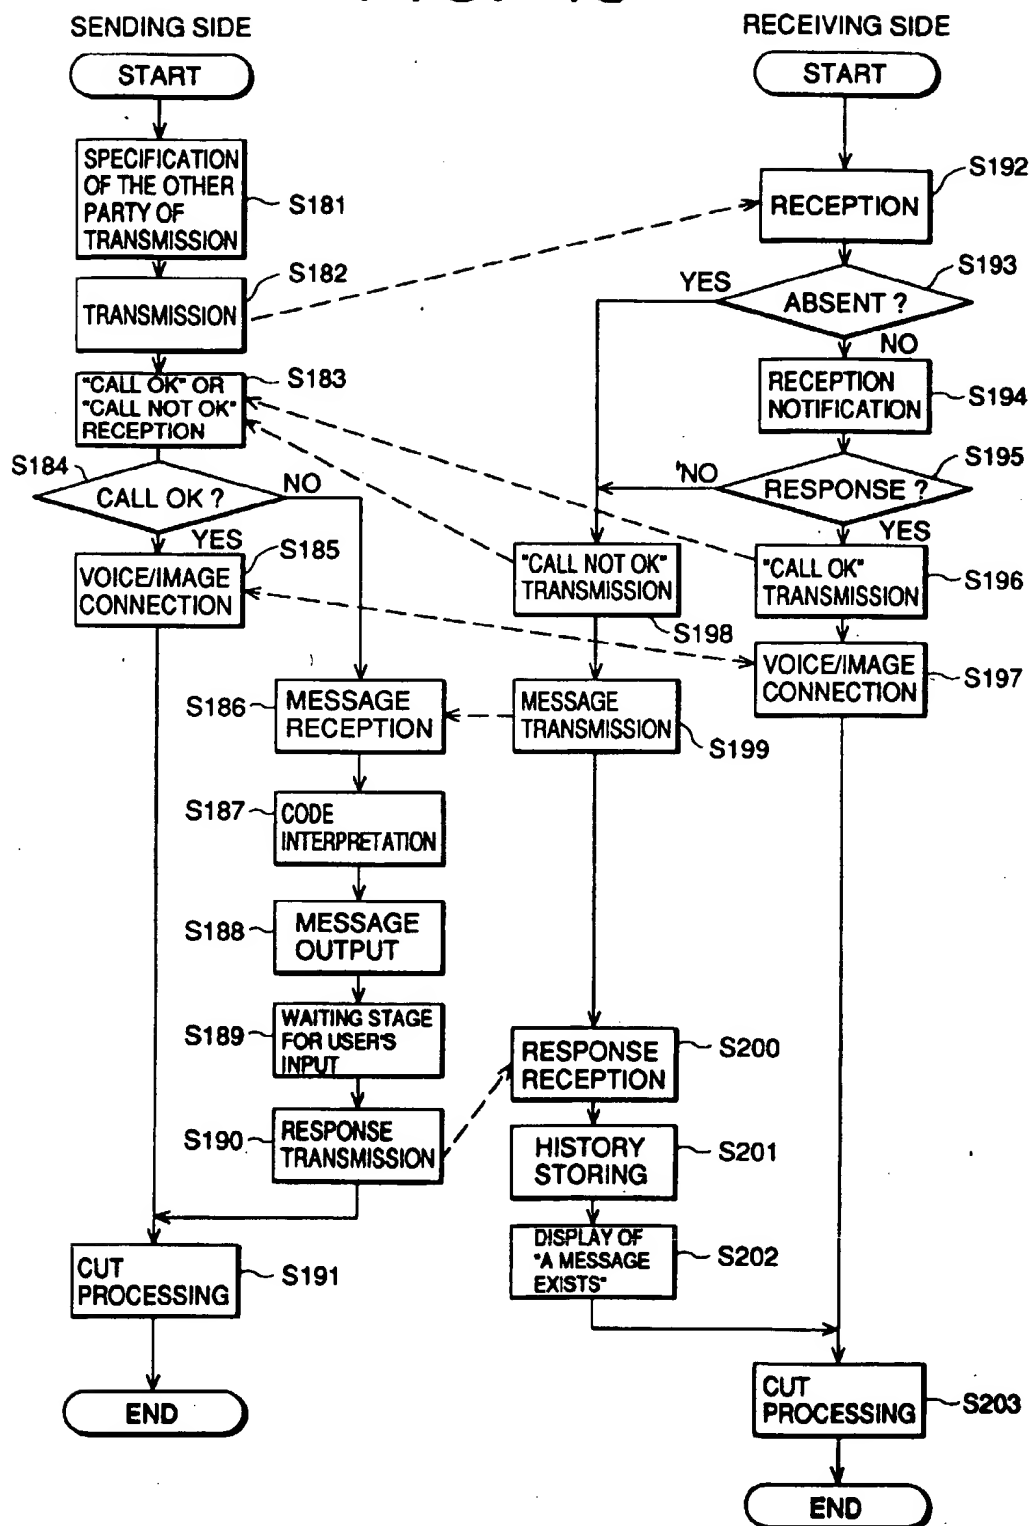 SENDING SIDE
START
SPECIFICATION
OF THE OTHER
PARTY OF
TRANSMISSION
S181
S182
TRANSMISSION
"CALL OK" OR
"CALL NOT OK"
RECEPTION
S183
S184
CALL OK ?
NO
YES
S185
VOICE/IMAGE
CONNECTION
S186
MESSAGE
RECEPTION
S187
CODE
INTERPRETATION
S188
MESSAGE
OUTPUT
S189
WAITING STAGE
FOR USER'S
INPUT
S190
RESPONSE
TRANSMISSION
CUT
PROCESSING
S191
END
RECEIVING SIDE
START
S192
RECEPTION
S193
YES
ABSENT ?
NO
RECEPTION
NOTIFICATION
S194
S195
NO
RESPONSE ?
YES
"CALL NOT OK"
TRANSMISSION
S198
"CALL OK"
TRANSMISSION
S196
VOICE/IMAGE
CONNECTION
S197
MESSAGE
TRANSMISSION
S199
RESPONSE
RECEPTION
S200
HISTORY
STORING
S201
DISPLAY OF
"A MESSAGE
EXISTS"
S202
CUT
PROCESSING
S203
END